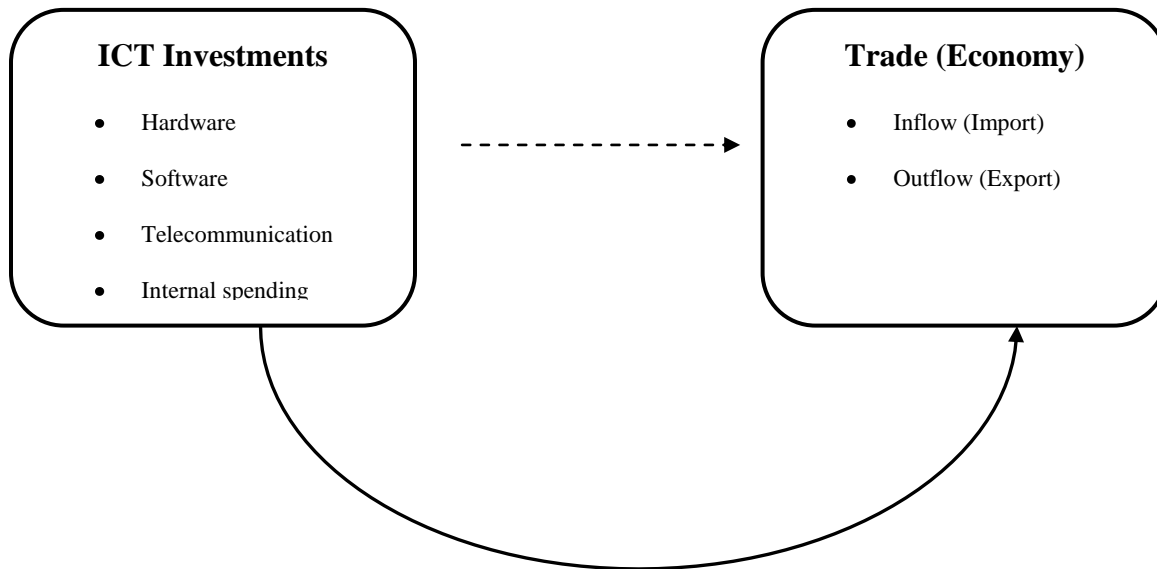 ICT Investments
• Hardware
• Software
• Telecommunication
• Internal spending
Trade (Economy)
• Inflow (Import)
• Outflow (Export)